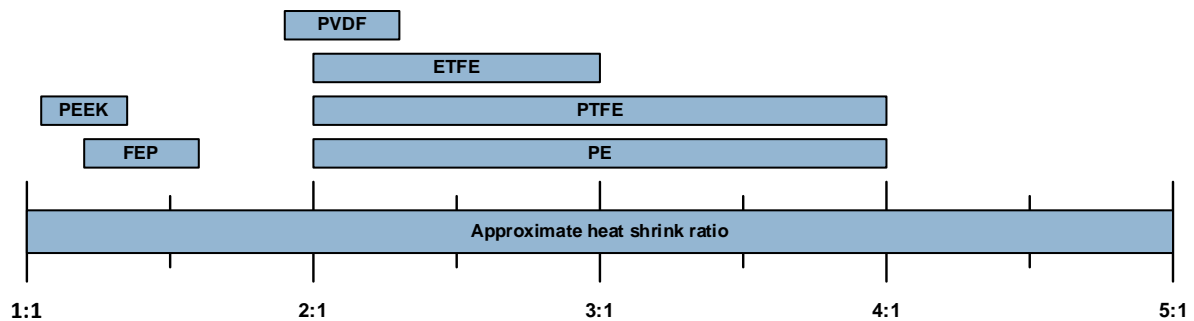 PVDF
ETFE
PEEK PTFE
FEP PE
Approximate heat shrink ratio
1:1 2:1 3:1 4:1 5:1